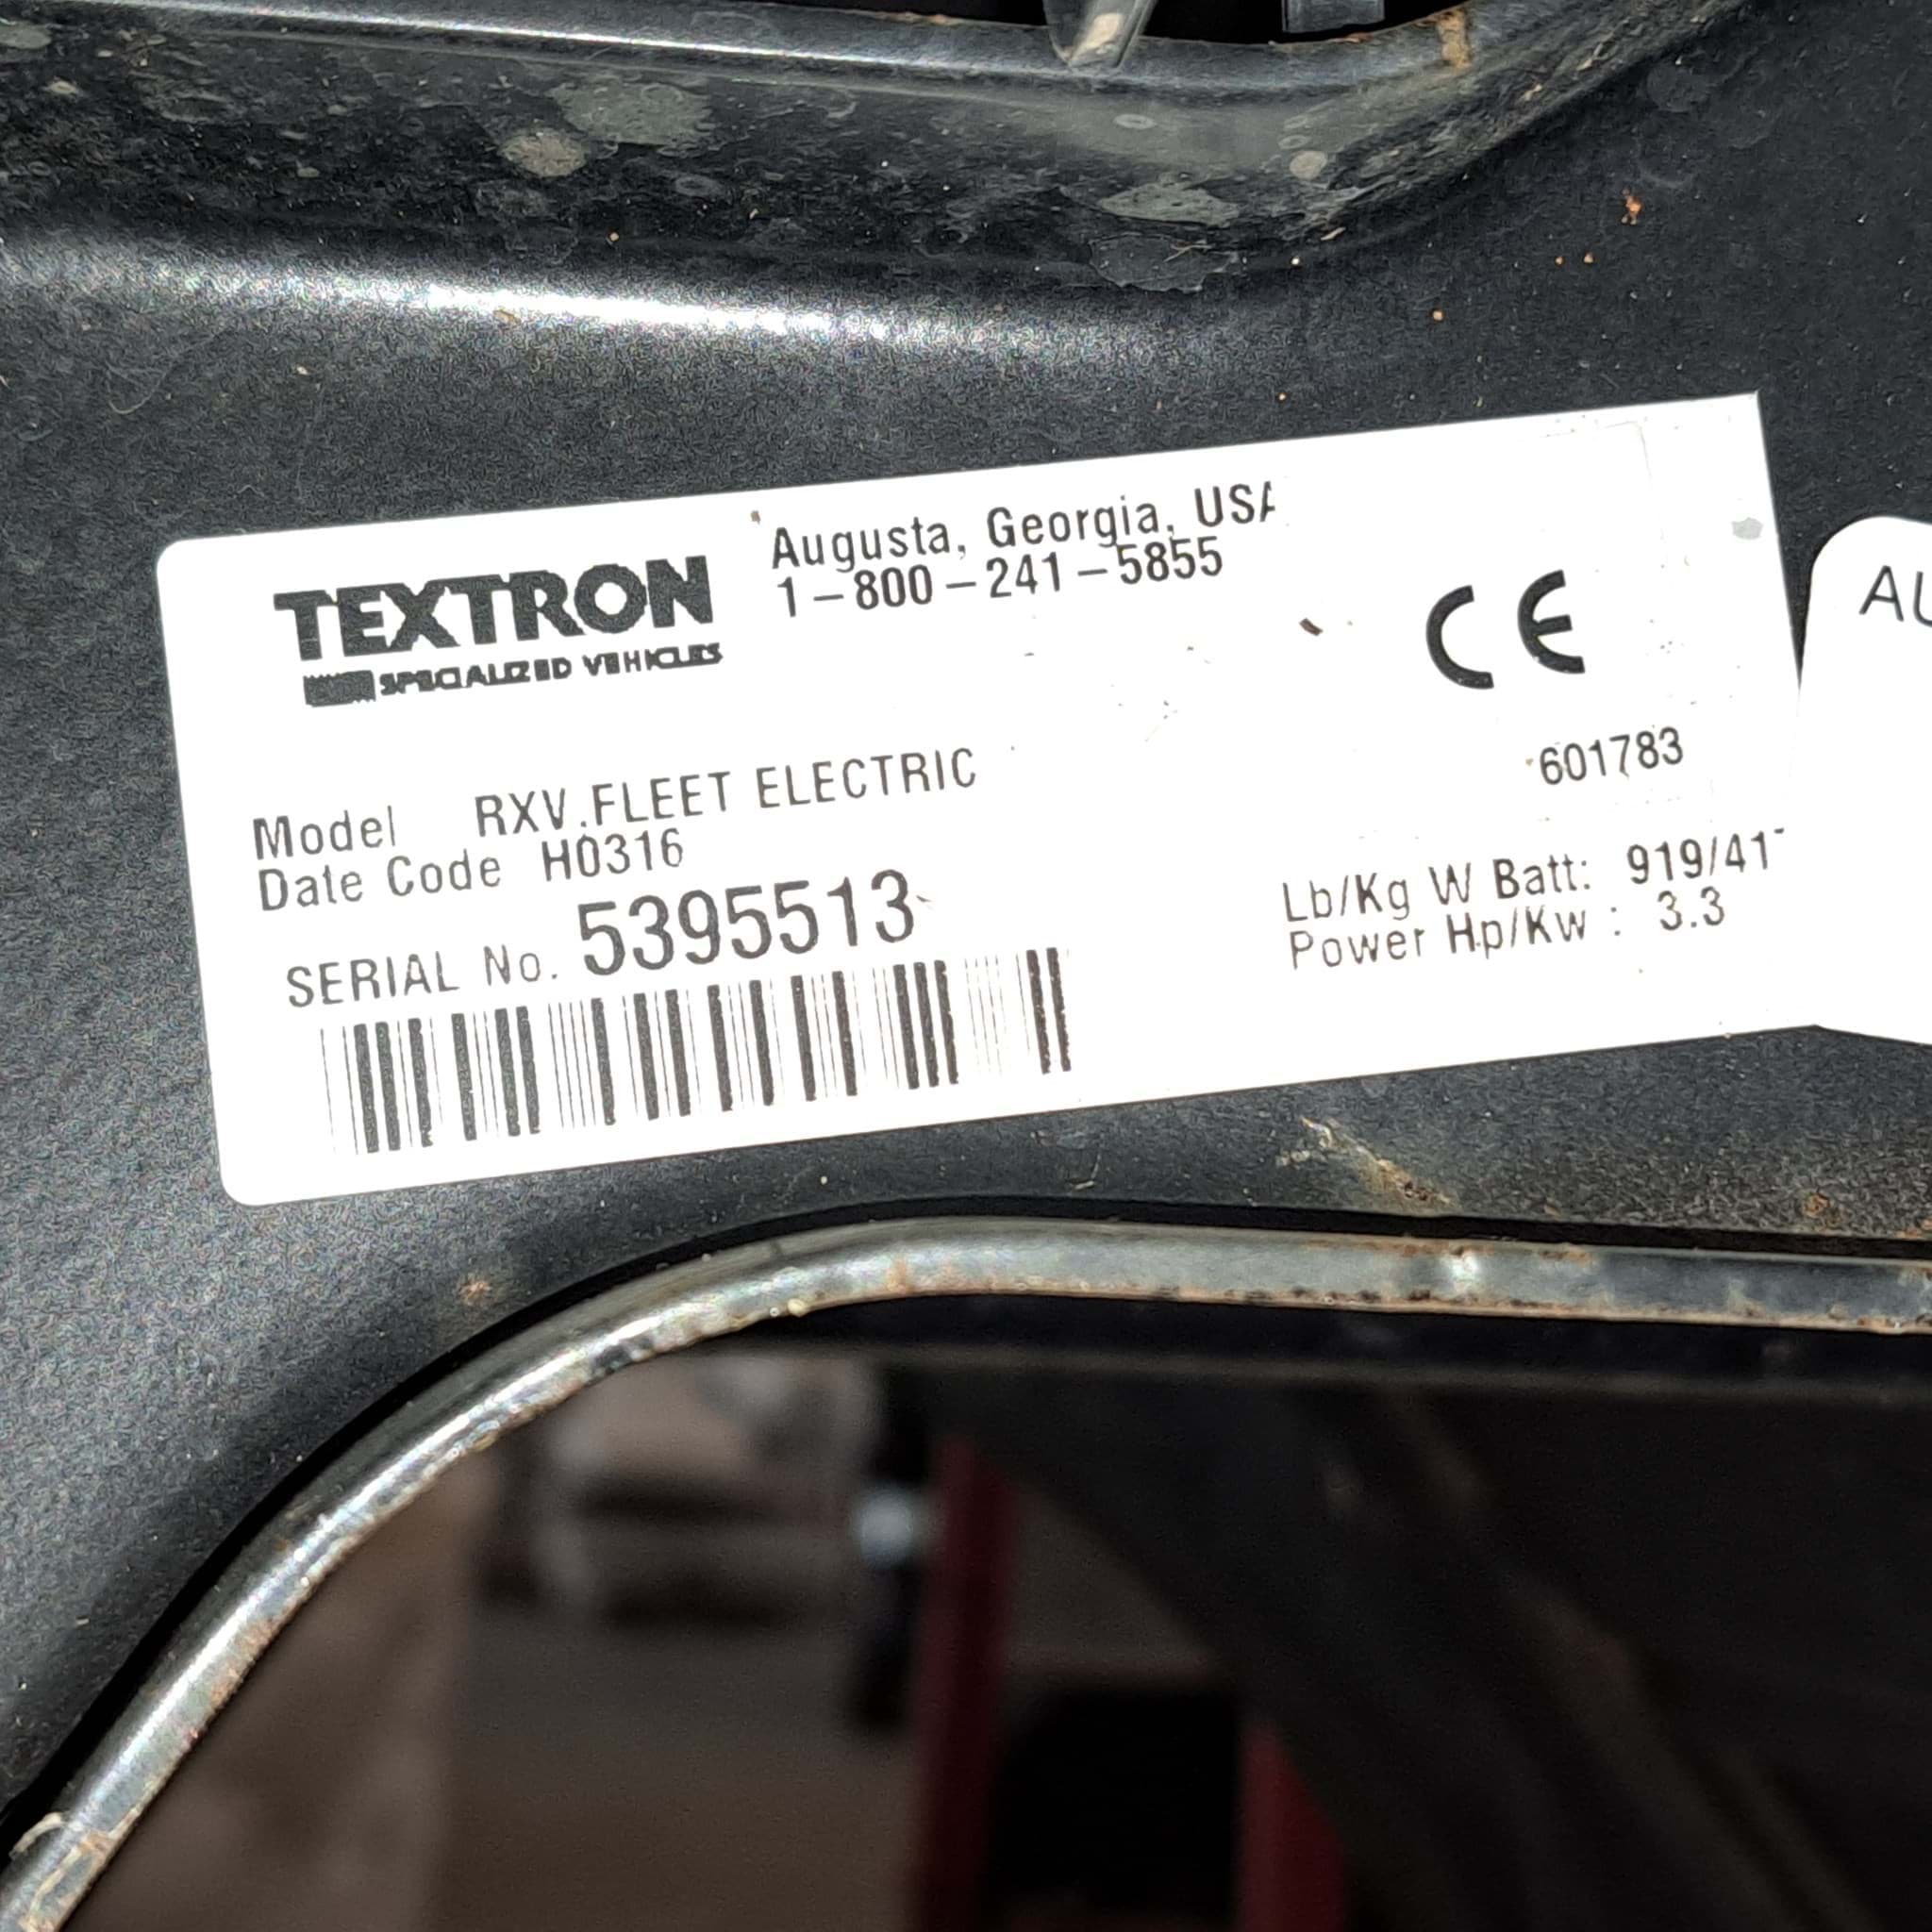 Augusta, Georgia, USA
1-800-241-5855
TEXTRON
SPECIALIZED VEHICLES
CE
601783
Model RXV FLEET ELECTRIC
Date Code H0316
Lb/Kg W Batt: 919/41
Power Hp/Kw : 3.3
SERIAL No. 5395513
AU